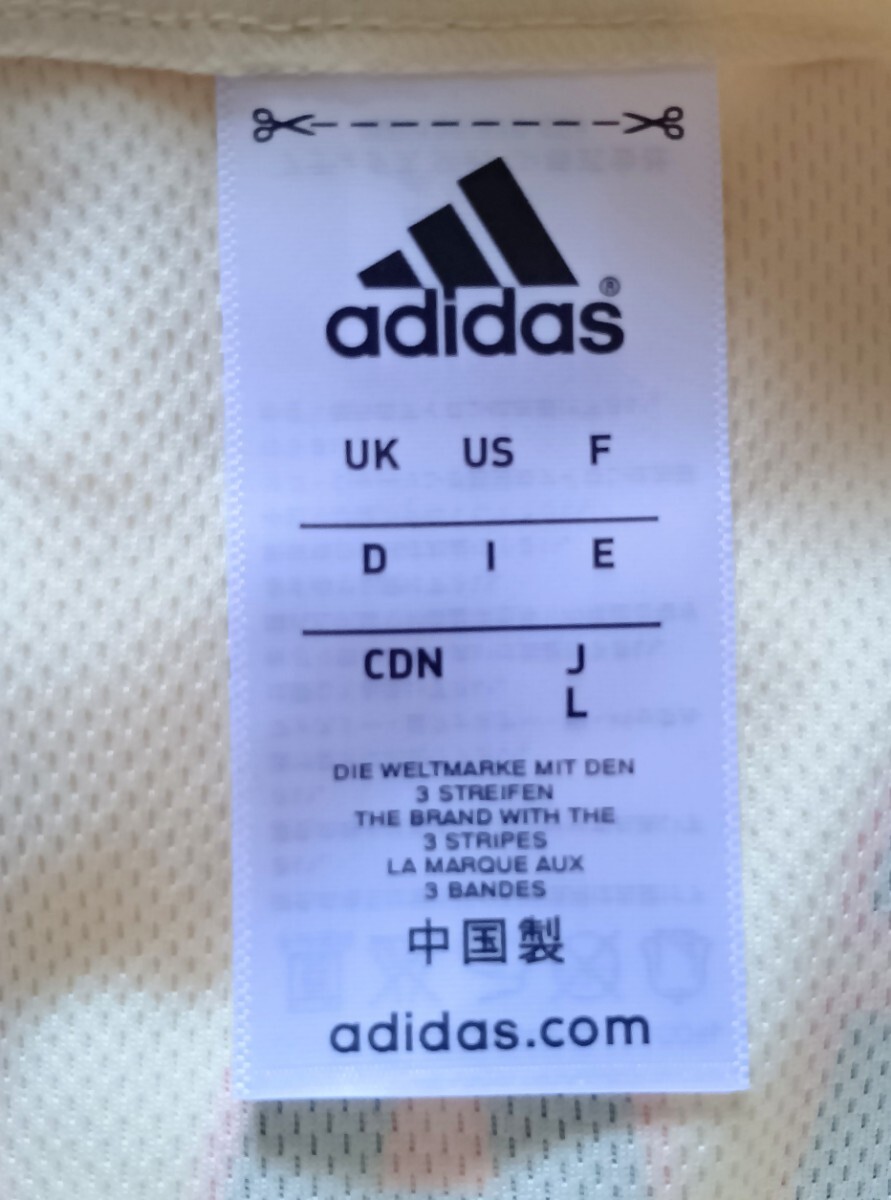 adidas®
UK US F
D I E
CDN J
L
DIE WELTMARKE MIT DEN
3 STREIFEN
THE BRAND WITH THE
3 STRIPES
LA MARQUE AUX
3 BANDES
中国製
adidas.com